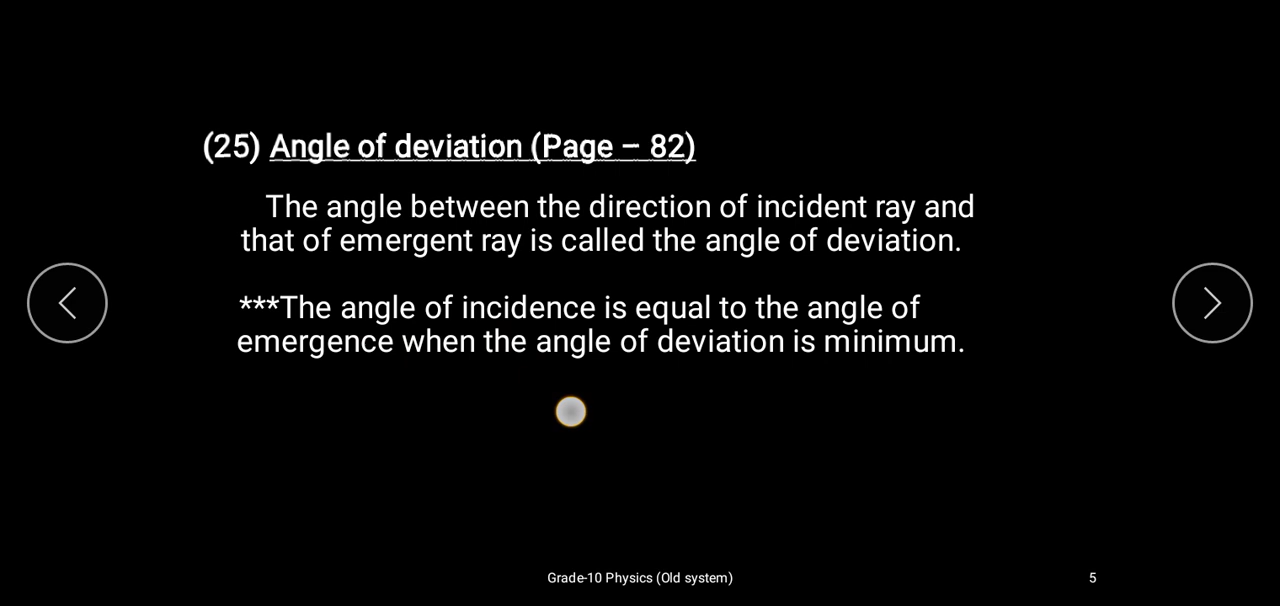 (25) Angle of deviation (Page – 82)
The angle between the direction of incident ray and
that of emergent ray is called the angle of deviation.
***The angle of incidence is equal to the angle of
emergence when the angle of deviation is minimum.
Grade-10 Physics (Old system)
5